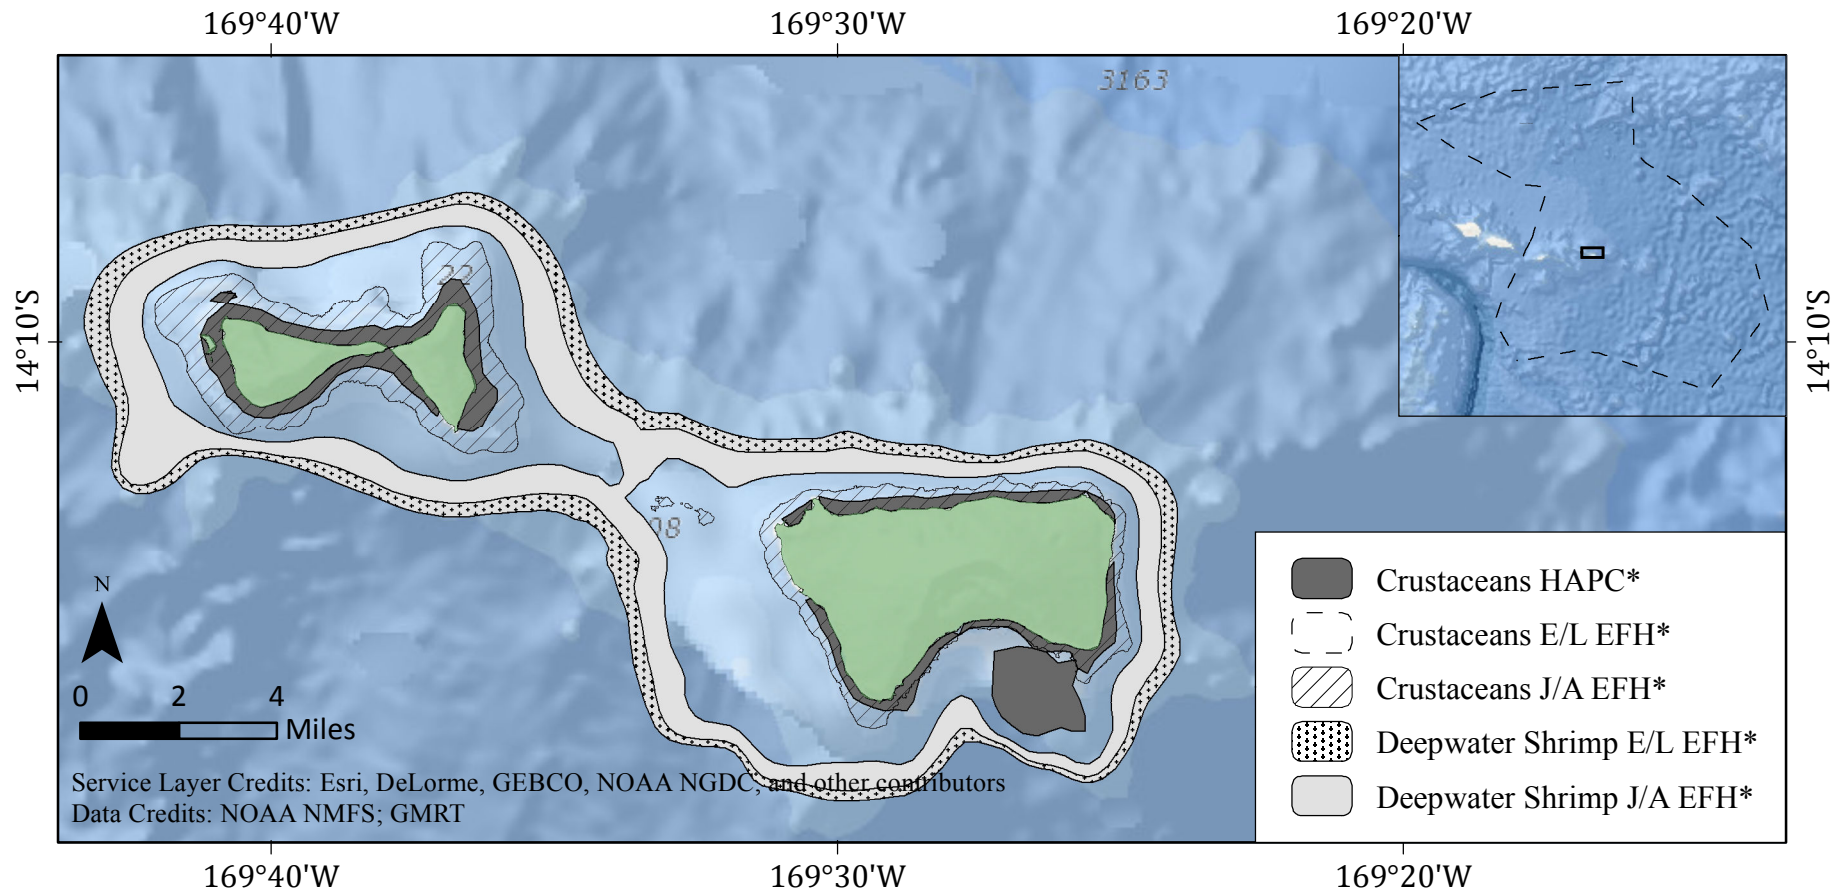 169°40'W 169°30'W 169°20'W
3163
22
14°10'S 14°10'S
98
N
0 2 4
Miles
Crustaceans HAPC*
Crustaceans E/L EFH*
Crustaceans J/A EFH*
Deepwater Shrimp E/L EFH*
Deepwater Shrimp J/A EFH*
Service Layer Credits: Esri, DeLorme, GEBCO, NOAA NGDC, and other contributors
Data Credits: NOAA NMFS; GMRT
169°40'W 169°30'W 169°20'W